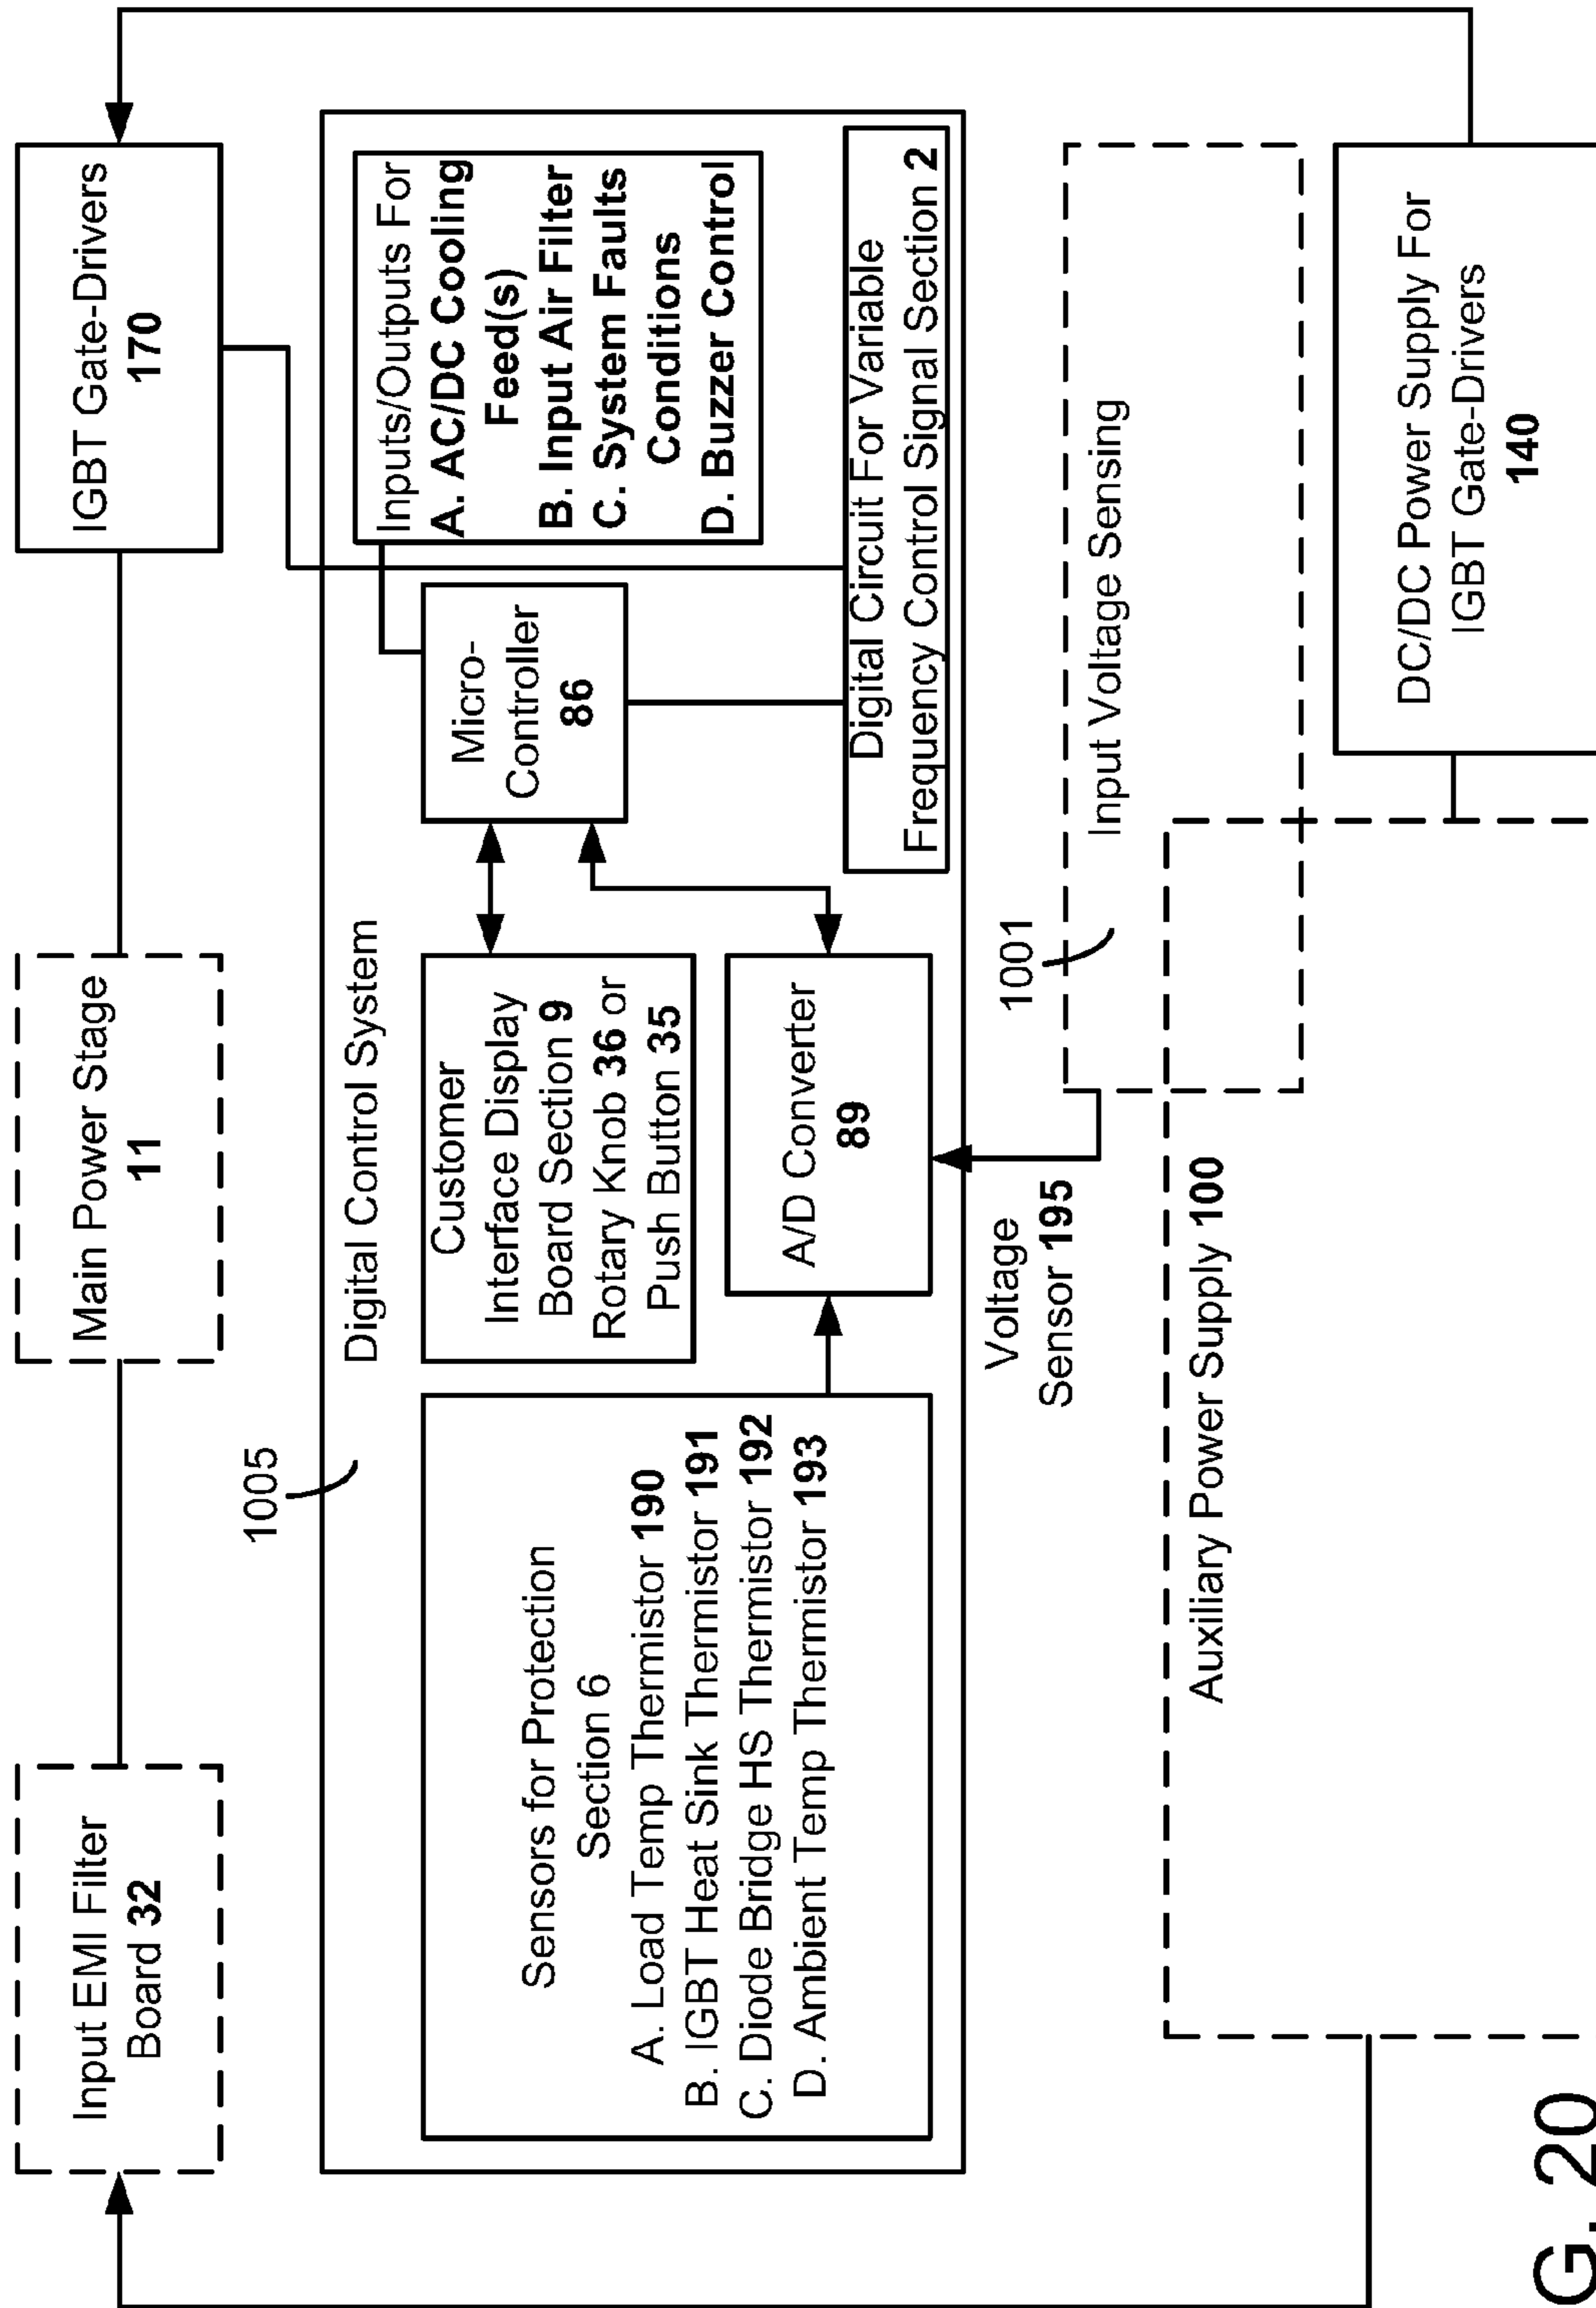 Input EMI Filter
Board 32
Main Power Stage
11
IGBT Gate-Drivers
170
1005
Digital Control System
Sensors for Protection
Section 6
A. Load Temp Thermistor 190
B. IGBT Heat Sink Thermistor 191
C. Diode Bridge HS Thermistor 192
D. Ambient Temp Thermistor 193
Customer
Interface Display
Board Section 9
Rotary Knob 36 or
Push Button 35
A/D Converter
89
Micro-
Controller
86
Inputs/Outputs For
A. AC/DC Cooling
Feed(s)
B. Input Air Filter
C. System Faults
Conditions
D. Buzzer Control
Digital Circuit For Variable
Frequency Control Signal Section 2
Voltage
Sensor 195
1001
Input Voltage Sensing
Auxiliary Power Supply 100
DC/DC Power Supply For
IGBT Gate-Drivers
140
G. 20